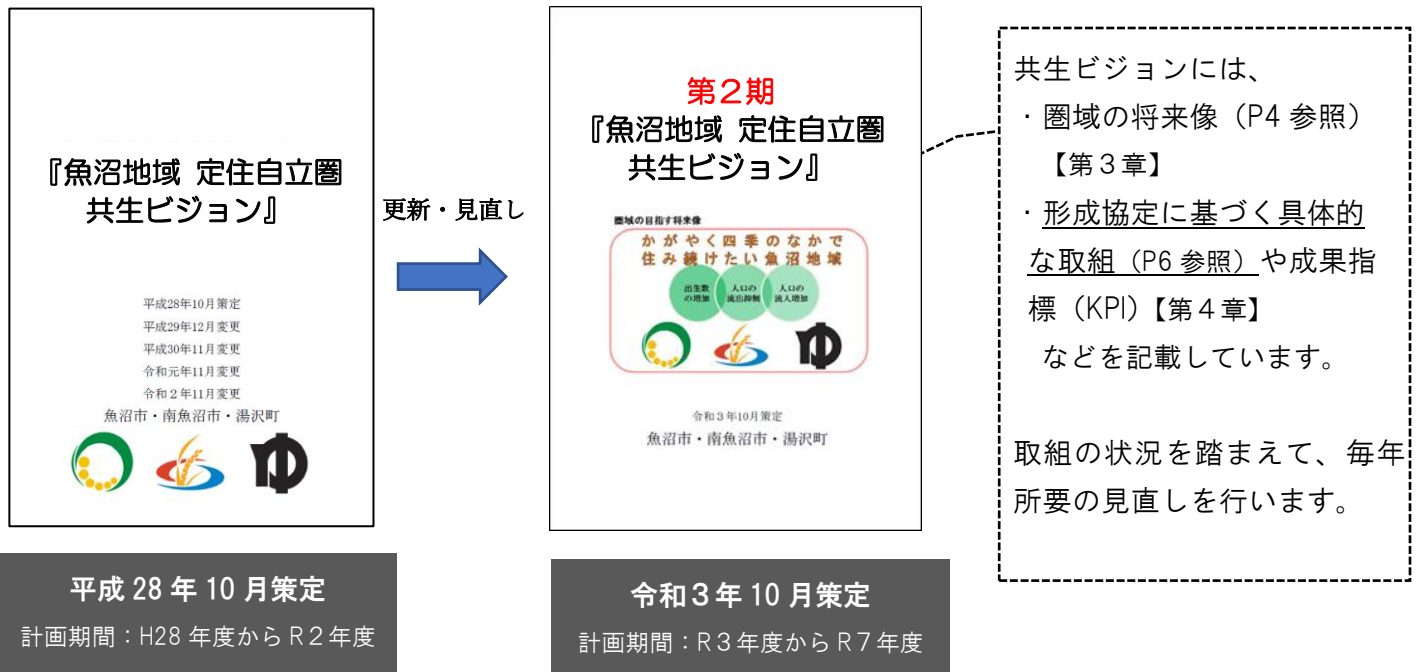 『魚沼地域 定住自立圏
共生ビジョン』
平成28年10月策定
平成29年12月変更
平成30年11月変更
令和元年11月変更
令和２年11月変更
魚沼市・南魚沼市・湯沢町
平成 28 年 10 月策定
計画期間：H28 年度から R２年度
更新・見直し
第２期
『魚沼地域 定住自立圏
共生ビジョン』
圏域の目指す将来像
かがやく四季のなかで
住み続けたい魚沼地域
出生数
の増加
人口の
流出抑制
人口の
流入増加
令和３年10月策定
魚沼市・南魚沼市・湯沢町
令和３年 10 月策定
計画期間：R３年度から R７年度
共生ビジョンには、
・圏域の将来像（P4 参照）
【第３章】
・形成協定に基づく具体的
な取組（P6 参照）や成果指
標（KPI）【第４章】
などを記載しています。
取組の状況を踏まえて、毎年
所要の見直しを行います。